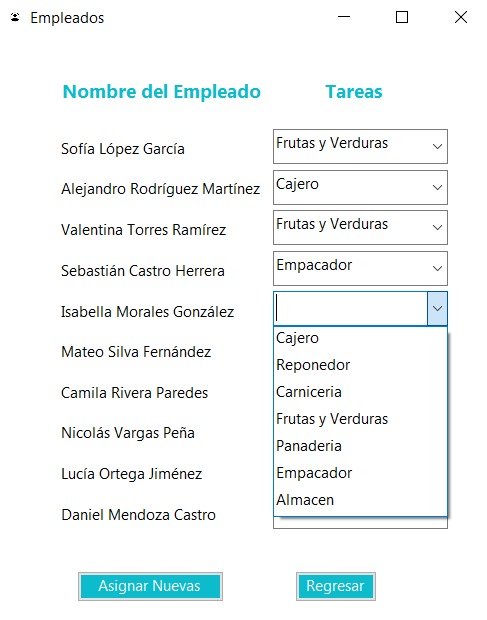 Empleados
Nombre del Empleado Tareas
Sofía López García Frutas y Verduras
Alejandro Rodríguez Martínez Cajero
Valentina Torres Ramírez Frutas y Verduras
Sebastián Castro Herrera Empacador
Isabella Morales González
Mateo Silva Fernández Cajero
Reponedor
Camila Rivera Paredes Carniceria
Frutas y Verduras
Nicolás Vargas Peña Panaderia
Lucía Ortega Jiménez Empacador
Daniel Mendoza Castro Almacen
Asignar Nuevas Regresar